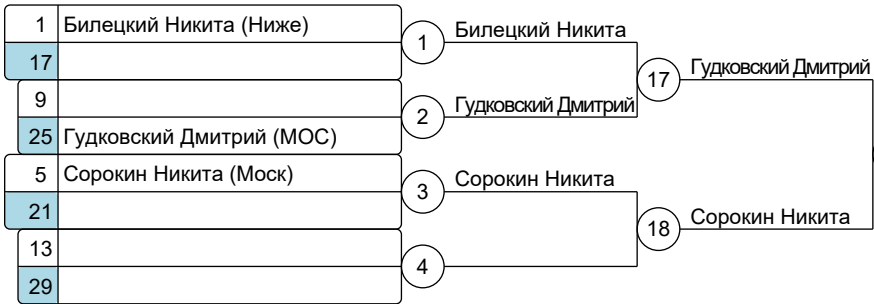 1 Билецкий Никита (Ниже)
17
1 Билецкий Никита
9
25 Гудковский Дмитрий (МОС)
2 Гудковский Дмитрий
17 Гудковский Дмитрий
5 Сорокин Никита (Моск)
21
3 Сорокин Никита
13
29
4
18 Сорокин Никита